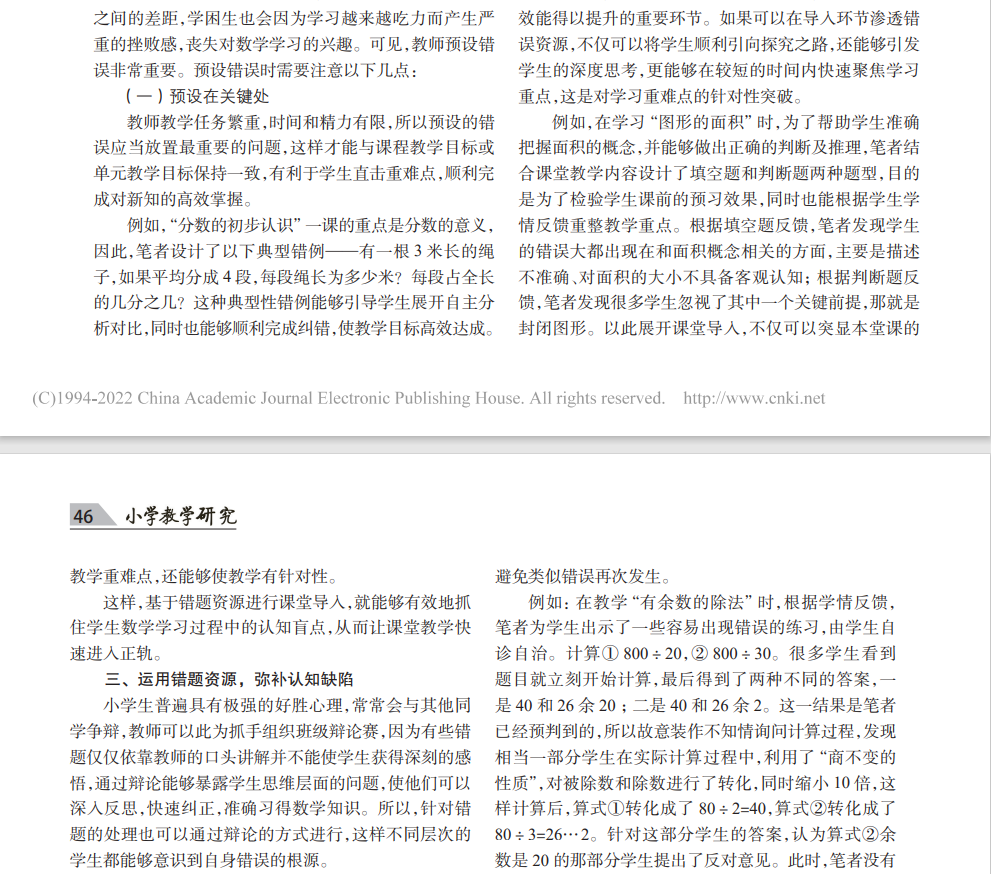 之间的差距,学困生也会因为学习越来越吃力而产生严
重的挫败感,丧失对数学学习的兴趣。可见,教师预设错
误非常重要。预设错误时需要注意以下几点：
（一）预设在关键处
教师教学任务繁重,时间和精力有限,所以预设的错
误应当放置最重要的问题,这样才能与课程教学目标或
单元教学目标保持一致,有利于学生直击重难点,顺利完
成对新知的高效掌握。
例如,“分数的初步认识”一课的重点是分数的意义,
因此,笔者设计了以下典型错例——有一根3米长的绳
子,如果平均分成4段,每段绳长为多少米？每段占全长
的几分之几？这种典型性错例能够引导学生展开自主分
析对比,同时也能够顺利完成纠错,使教学目标高效达成。
效能得以提升的重要环节。如果可以在导入环节渗透错
误资源,不仅可以将学生顺利引向探究之路,还能够引发
学生的深度思考,更能够在较短的时间内快速聚焦学习
重点,这是对学习重难点的针对性突破。
例如,在学习“图形的面积”时,为了帮助学生准确
把握面积的概念,并能够做出正确的判断及推理,笔者结
合课堂教学内容设计了填空题和判断题两种题型,目的
是为了检验学生课前的预习效果,同时也能根据学生学
情反馈重整教学重点。根据填空题反馈,笔者发现学生
的错误大都出现在和面积概念相关的方面,主要是描述
不准确、对面积的大小不具备客观认知；根据判断题反
馈,笔者发现很多学生忽视了其中一个关键前提,那就是
封闭图形。以此展开课堂导入,不仅可以突显本堂课的
(C)1994-2022 China Academic Journal Electronic Publishing House. All rights reserved. http://www.cnki.net
46 小学教学研究
教学重难点,还能够使教学有针对性。
这样,基于错题资源进行课堂导入,就能够有效地抓
住学生数学学习过程中的认知盲点,从而让课堂教学快
速进入正轨。
三、运用错题资源，弥补认知缺陷
小学生普遍具有极强的好胜心理,常常会与其他同
学争辩,教师可以此为抓手组织班级辩论赛,因为有些错
题仅仅依靠教师的口头讲解并不能使学生获得深刻的感
悟,通过辩论能够暴露学生思维层面的问题,使他们可以
深入反思,快速纠正,准确习得数学知识。所以,针对错
题的处理也可以通过辩论的方式进行,这样不同层次的
学生都能够意识到自身错误的根源。
避免类似错误再次发生。
例如：在教学“有余数的除法”时,根据学情反馈,
笔者为学生出示了一些容易出现错误的练习,由学生自
诊自治。计算①800÷20,②800÷30。很多学生看到
题目就立刻开始计算,最后得到了两种不同的答案,一
是40和26余20；二是40和26余2。这一结果是笔者
已经预判到的,所以故意装作不知情询问计算过程,发现
相当一部分学生在实际计算过程中,利用了“商不变的
性质”,对被除数和除数进行了转化,同时缩小10倍,这
样计算后,算式①转化成了80÷2=40,算式②转化成了
80÷3=26…2。针对这部分学生的答案,认为算式②余
数是20的那部分学生提出了反对意见。此时,笔者没有